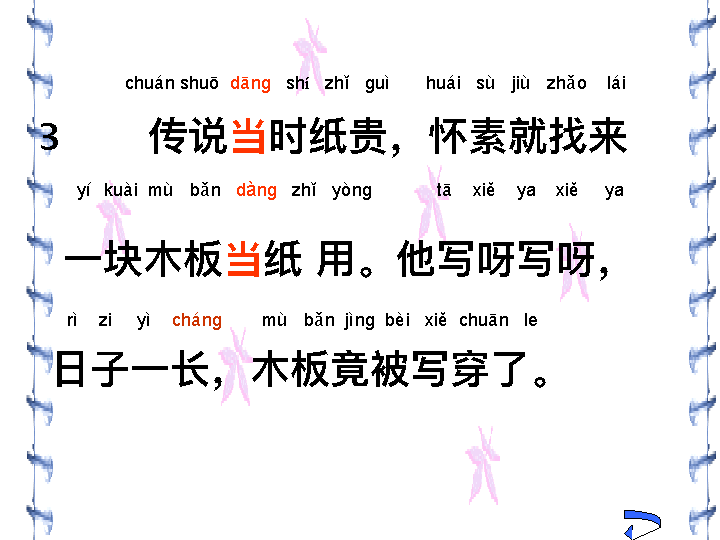 chuán shuō dāng shí zhǐ guì huái sù jiù zhǎo lái
3 传说当时纸贵，怀素就找来
yí kuài mù bǎn dàng zhǐ yòng tā xiě ya xiě ya
一块木板当纸 用。他写呀写呀，
rì zi yì cháng mù bǎn jìng bèi xiě chuān le
日子一长，木板竟被写穿了。